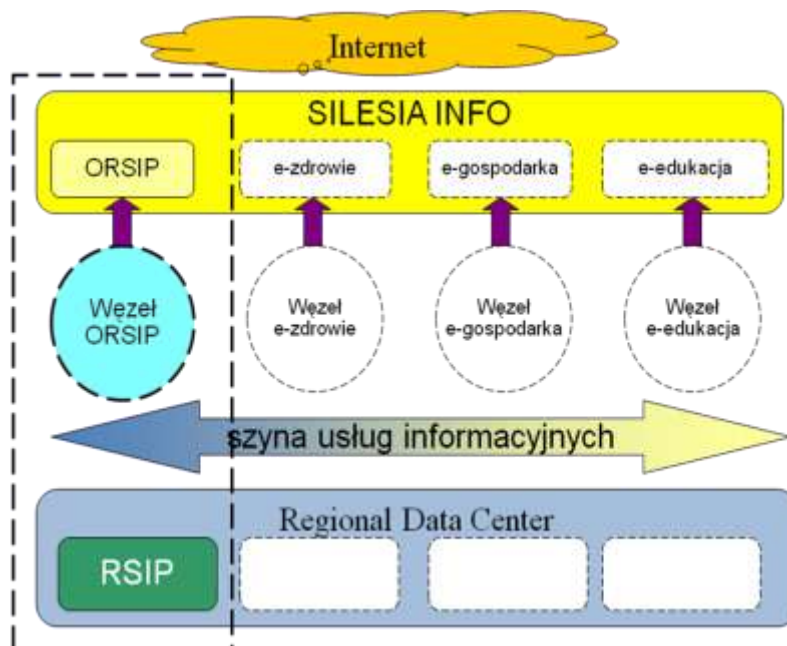 Internet
SILESIA INFO
ORSIP
e-zdrowie
e-gospodarka
e-edukacja
Węzeł
ORSIP
Węzeł
e-zdrowie
Węzeł
e-gospodarka
Węzeł
e-edukacja
szyna usług informacyjnych
Regional Data Center
RSIP